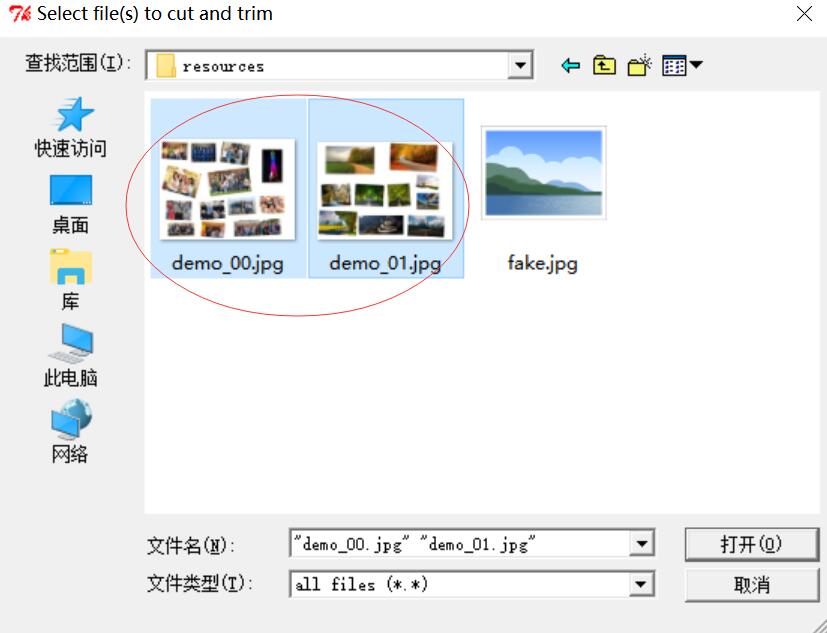 Select file(s) to cut and trim
查找范围(I):
resources
快速访问
桌面
库
此电脑
网络
demo_00.jpg
demo_01.jpg
fake.jpg
文件名(N):
"demo_00.jpg" "demo_01.jpg"
打开(O)
文件类型(T):
all files (*.*)
取消